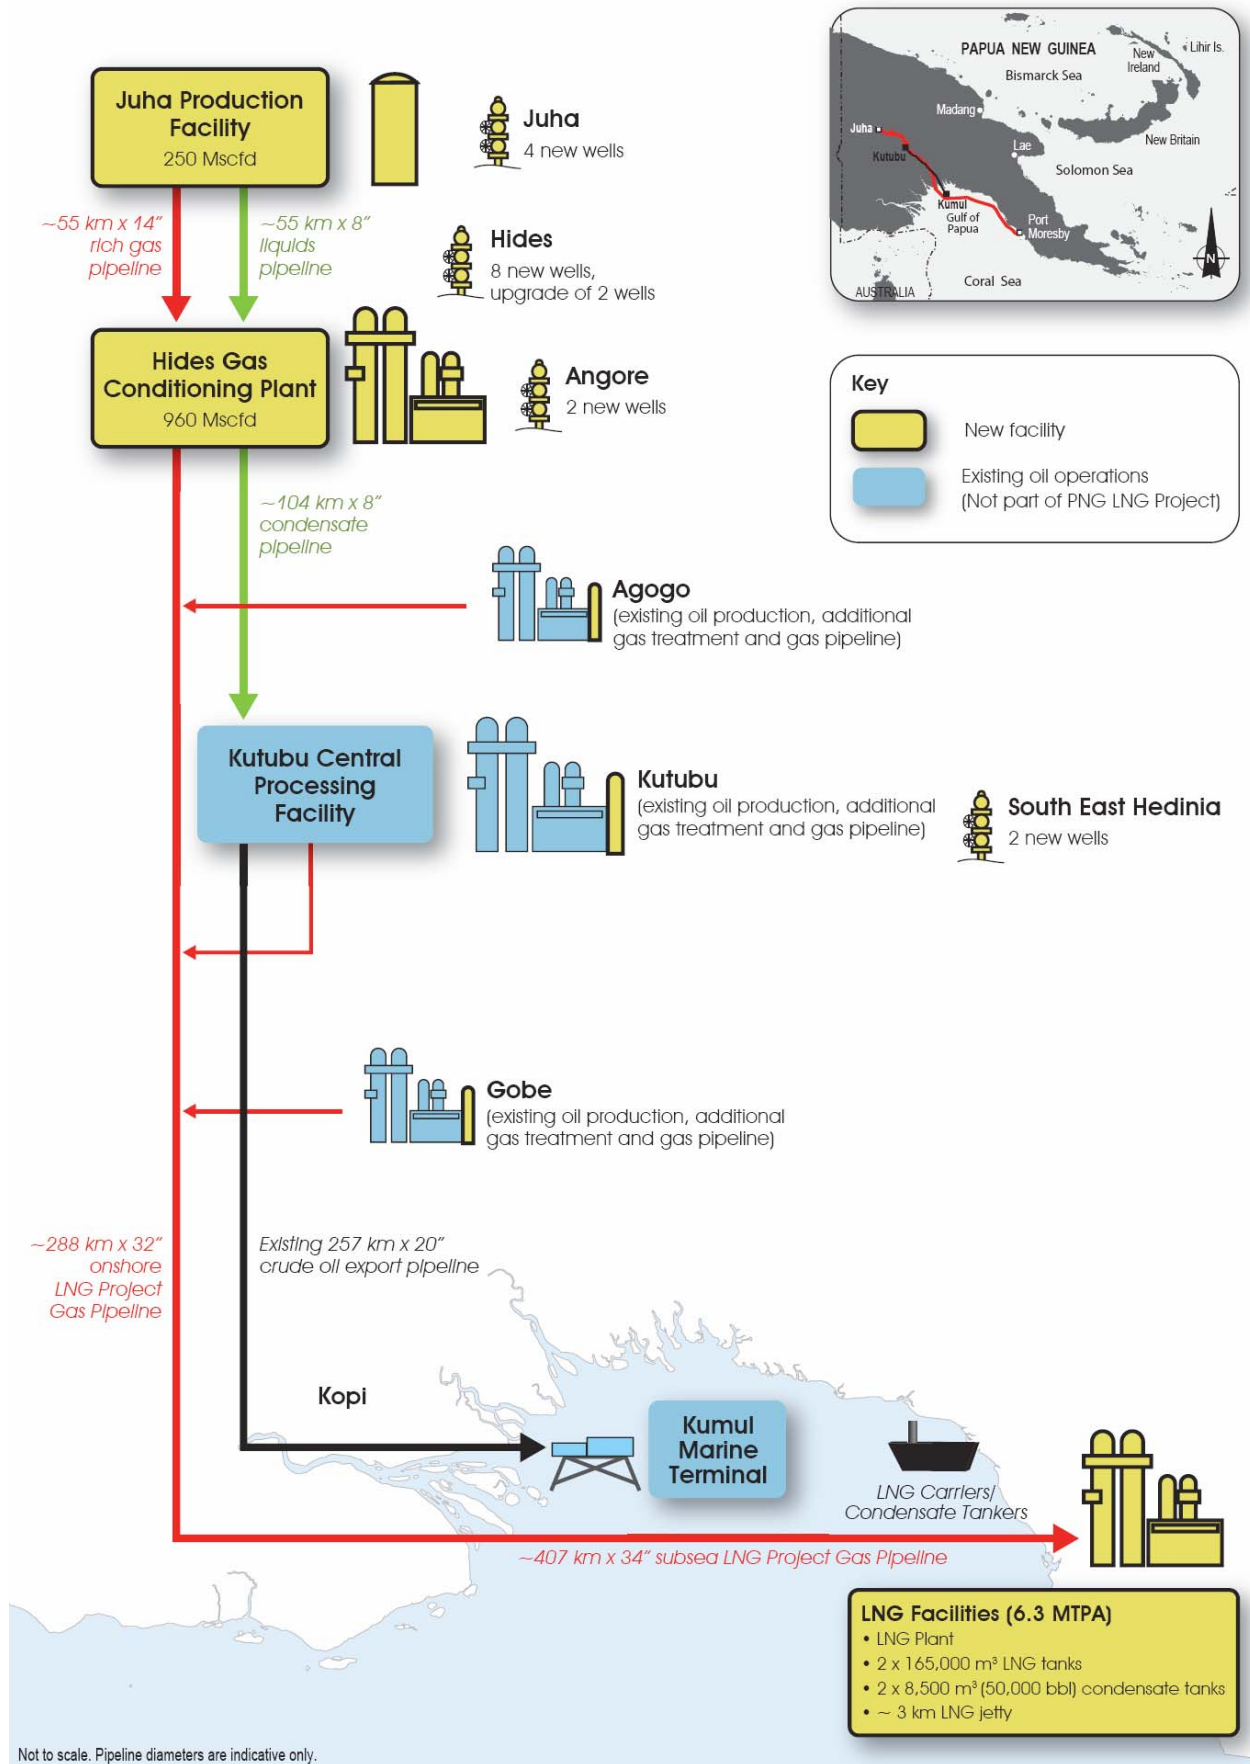 Juha Production
Facility
250 Mscfd
Juha
4 new wells
~55 km x 14"
rich gas
pipeline
~55 km x 8"
liquids
pipeline
Hides
8 new wells,
upgrade of 2 wells
PAPUA NEW GUINEA
Bismarck Sea
New
Ireland
Lihir Is.
Madang
New Britain
Juha
Lae
Kutubu
Solomon Sea
Kumul
Gulf of
Papua
Port
Moresby
Coral Sea
AUSTRALIA
N
Hides Gas
Conditioning Plant
960 Mscfd
Angore
2 new wells
Key
New facility
Existing oil operations
(Not part of PNG LNG Project)
~104 km x 8"
condensate
pipeline
Agogo
(existing oil production, additional
gas treatment and gas pipeline)
Kutubu Central
Processing
Facility
Kutubu
(existing oil production, additional
gas treatment and gas pipeline)
South East Hedinia
2 new wells
Gobe
(existing oil production, additional
gas treatment and gas pipeline)
~288 km x 32"
onshore
LNG Project
Gas Pipeline
Existing 257 km x 20"
crude oil export pipeline
Kopi
Kumul
Marine
Terminal
LNG Carriers/
Condensate Tankers
~407 km x 34" subsea LNG Project Gas Pipeline
LNG Facilities (6.3 MTPA)
• LNG Plant
• 2 x 165,000 m³ LNG tanks
• 2 x 8,500 m³ (50,000 bbl) condensate tanks
• ~ 3 km LNG jetty
Not to scale. Pipeline diameters are indicative only.